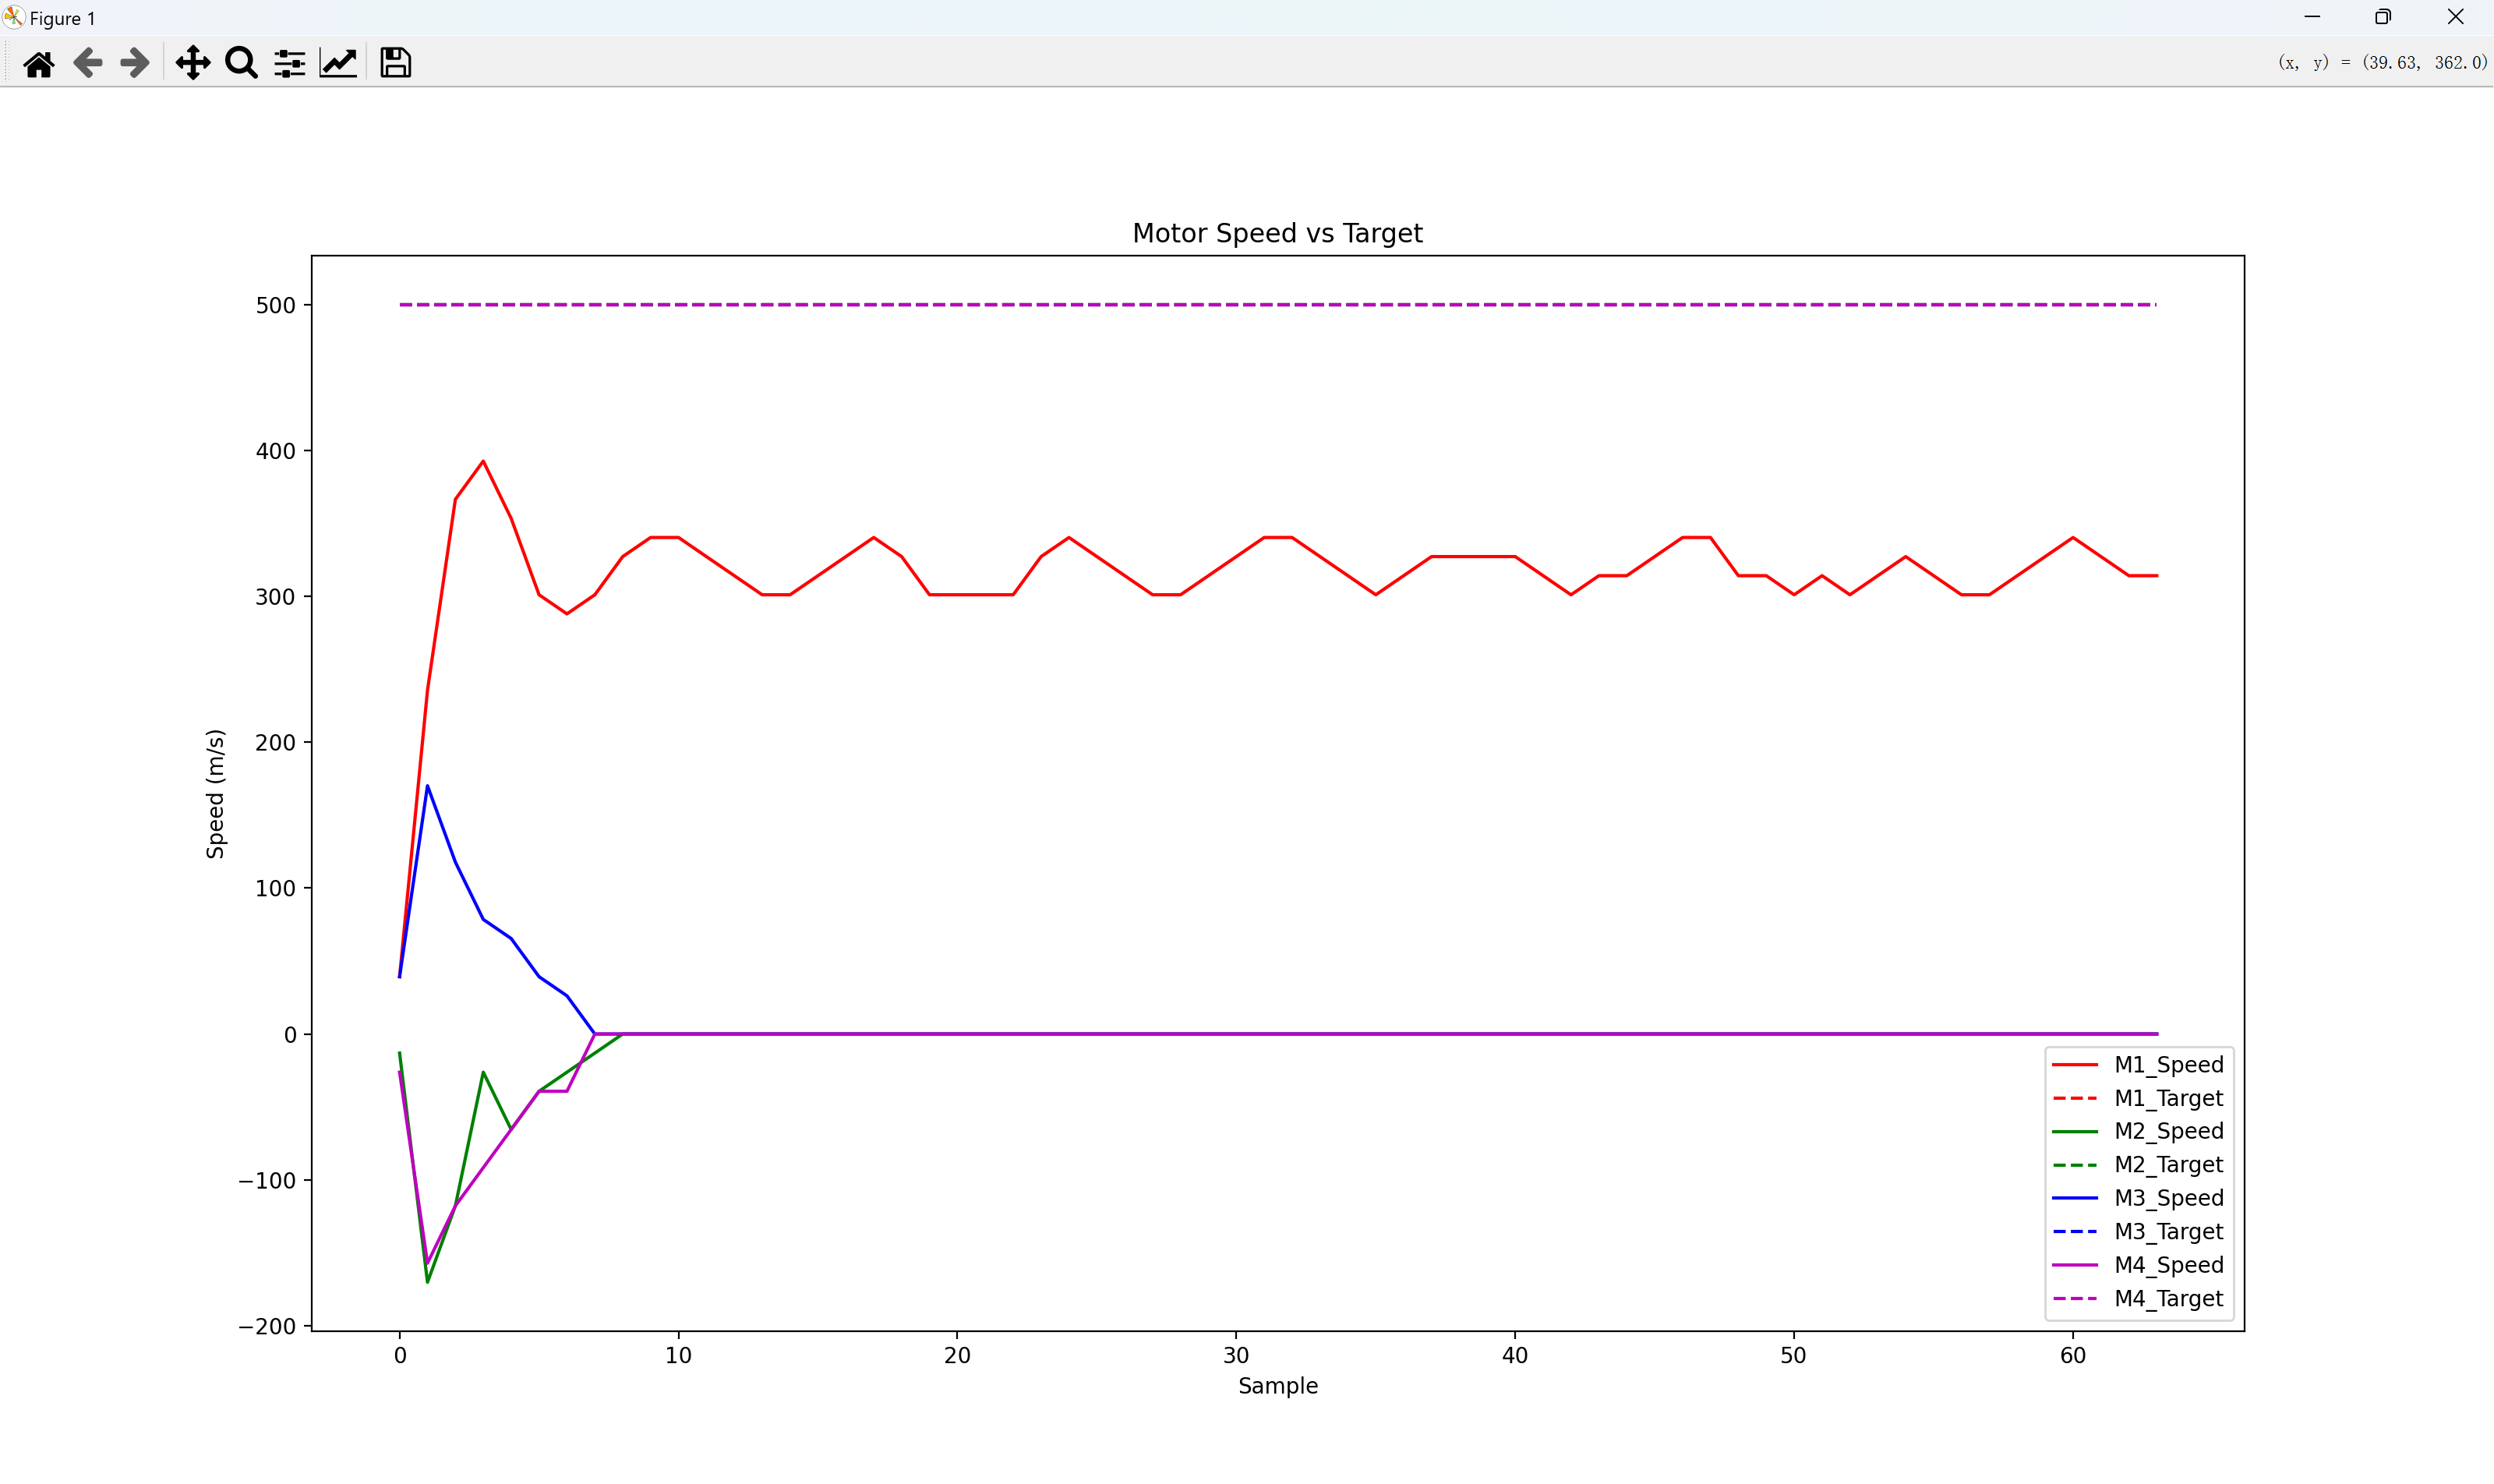 Figure 1
(x, y) = (39.63, 362.0)
Motor Speed vs Target
500
400
300
200
100
0
−100
−200
Speed (m/s)
0 10 20 30 40 50 60
Sample
M1_Speed
M1_Target
M2_Speed
M2_Target
M3_Speed
M3_Target
M4_Speed
M4_Target